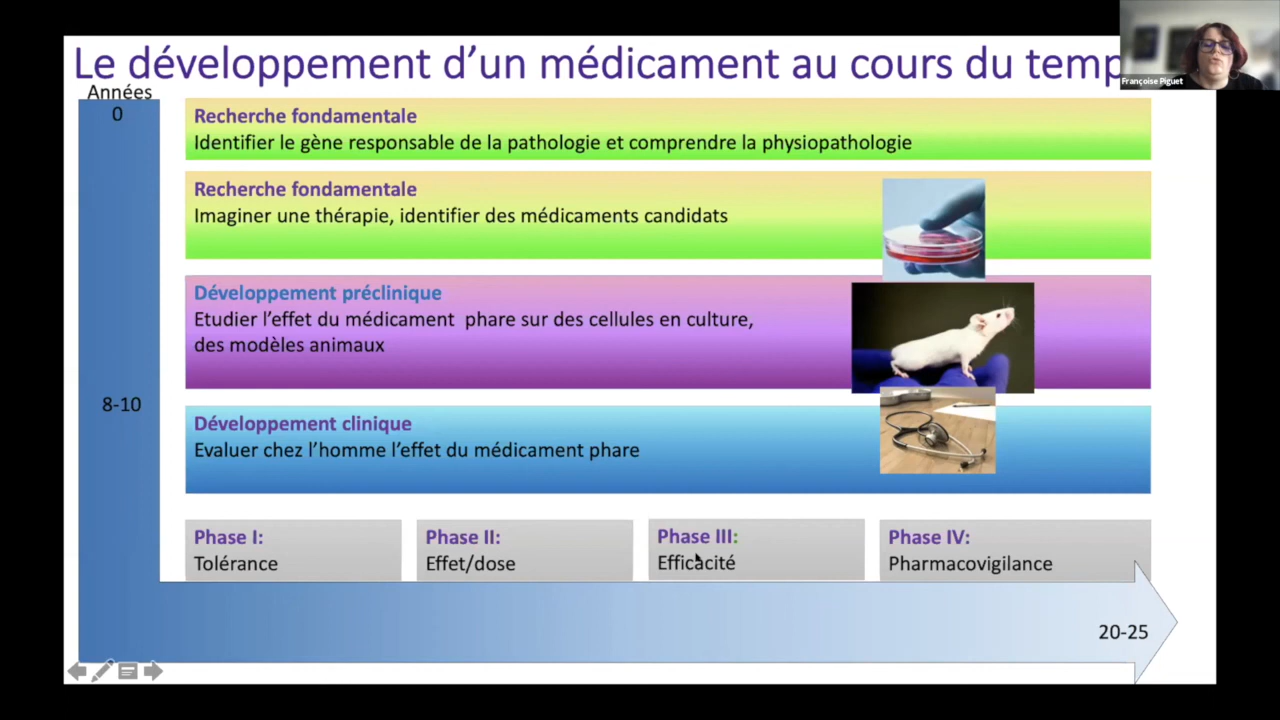 Le développement d'un médicament au cours du temp
Françoise Piguet
Années
0
Recherche fondamentale
Identifier le gène responsable de la pathologie et comprendre la physiopathologie
Recherche fondamentale
Imaginer une thérapie, identifier des médicaments candidats
Développement préclinique
Etudier l'effet du médicament phare sur des cellules en culture,
des modèles animaux
8-10
Développement clinique
Evaluer chez l'homme l'effet du médicament phare
Phase I:
Tolérance
Phase II:
Effet/dose
Phase III:
Efficacité
Phase IV:
Pharmacovigilance
20-25